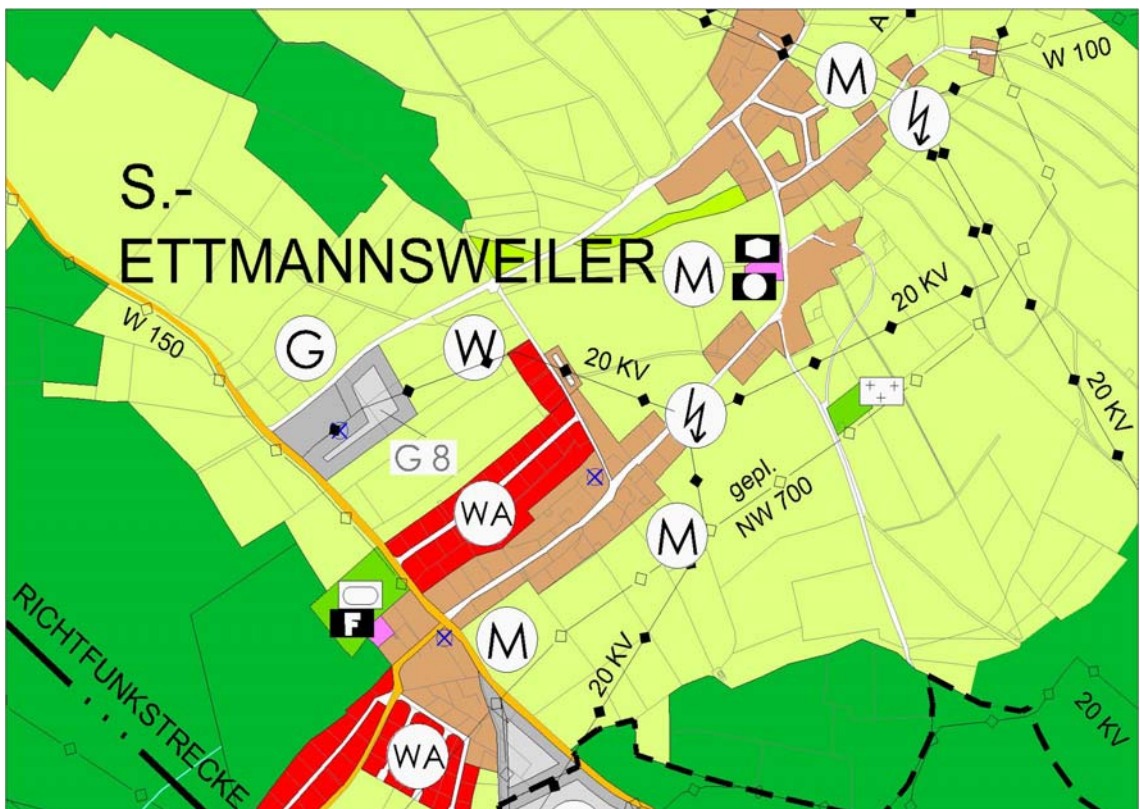 A
M
W 100
S.-
ETTMANNSWEILER
M
W 150
20 KV
G
W
20 KV
20 KV
G 8
gepl.
NW 700
WA
M
RICHTFUNKSTRECKE
F
M
20 KV
20 KV
WA